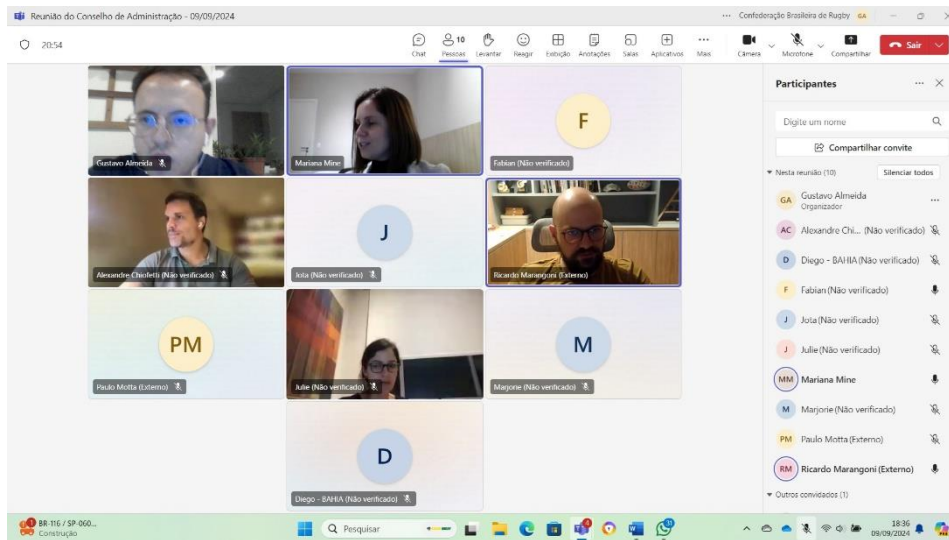 Reunião do Conselho de Administração - 09/09/2024
Confederação Brasileira de Rugby GA
20:54
10
Chat Pessoas Levantar Reagir Exibição Anotações Salas Aplicativos Mais
Câmera Microfone Compartilhar Sair
Gustavo Almeida
Mariana Mine
F
Fabian (Não verificado)
Alexandre Chiofetti (Não verificado)
J
Jota (Não verificado)
Ricardo Marangoni (Externo)
PM
Paulo Motta (Externo)
Julie (Não verificado)
M
Marjorie (Não verificado)
D
Diego - BAHIA (Não verificado)
Participantes
Digite um nome
Compartilhar convite
Nesta reunião (10) Silenciar todos
GA Gustavo Almeida
Organizador
AC Alexandre Chi... (Não verificado)
D Diego - BAHIA (Não verificado)
F Fabian (Não verificado)
J Jota (Não verificado)
J Julie (Não verificado)
MM Mariana Mine
M Marjorie (Não verificado)
PM Paulo Motta (Externo)
RM Ricardo Marangoni (Externo)
Outros convidados (1)
BR-116 / SP-060...
Construção
Pesquisar
18:36
09/09/2024